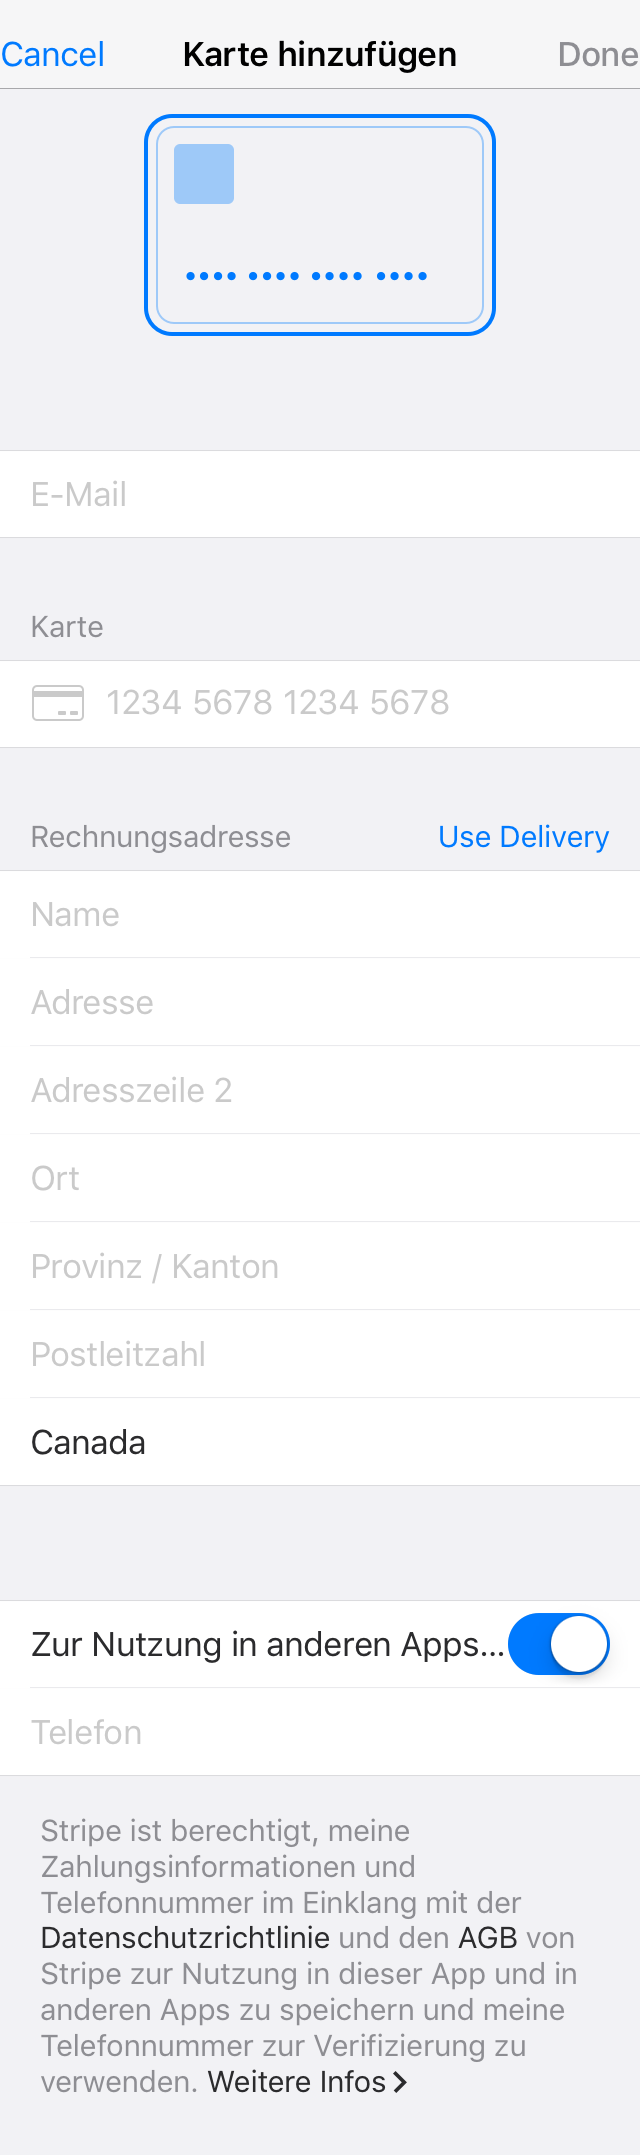 Cancel Karte hinzufügen Done
•••• •••• •••• ••••
E-Mail
Karte
1234 5678 1234 5678
Rechnungsadresse Use Delivery
Name
Adresse
Adresszeile 2
Ort
Provinz / Kanton
Postleitzahl
Canada
Zur Nutzung in anderen Apps...
Telefon
Stripe ist berechtigt, meine
Zahlungsinformationen und
Telefonnummer im Einklang mit der
Datenschutzrichtlinie und den AGB von
Stripe zur Nutzung in dieser App und in
anderen Apps zu speichern und meine
Telefonnummer zur Verifizierung zu
verwenden. Weitere Infos